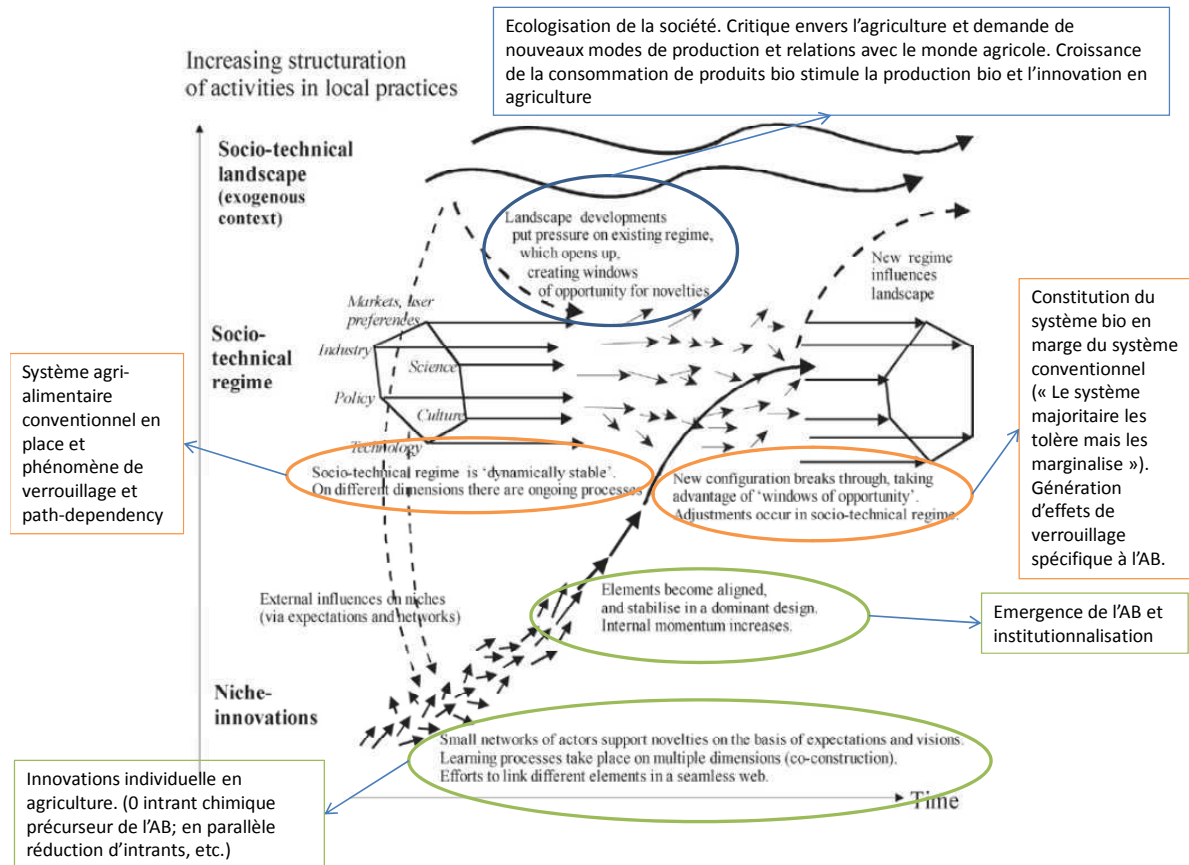 Ecologisation de la société. Critique envers l'agriculture et demande de
nouveaux modes de production et relations avec le monde agricole. Croissance
de la consommation de produits bio stimule la production bio et l'innovation en
agriculture
Increasing structuration
of activities in local practices
Socio-technical
landscape
(exogenous
context)
Landscape developments
put pressure on existing regime,
which opens up,
creating windows
of opportunity for novelties
New regime
influences
landscape
Markets, user
preferences
Industry
Science
Policy
Culture
Technology
Socio-
technical
regime
Système agri-
alimentaire
conventionnel en
place et
phénomène de
verrouillage et
path-dependency
Constitution du
système bio en
marge du système
conventionnel
(« Le système
majoritaire les
tolère mais les
marginalise »).
Génération
d'effets de
verrouillage
spécifique à l'AB.
Socio-technical regime is 'dynamically stable'.
On different dimensions there are ongoing processes
New configuration breaks through, taking
advantage of 'windows of opportunity'.
Adjustments occur in socio-technical regime.
External influences on niches
(via expectations and networks)
Elements become aligned,
and stabilise in a dominant design.
Internal momentum increases.
Emergence de l'AB et
institutionnalisation
Niche-
innovations
Small networks of actors support novelties on the basis of expectations and visions.
Learning processes take place on multiple dimensions (co-construction).
Efforts to link different elements in a seamless web.
Innovations individuelle en
agriculture. (0 intrant chimique
précurseur de l'AB; en parallèle
réduction d'intrants, etc.)
Time